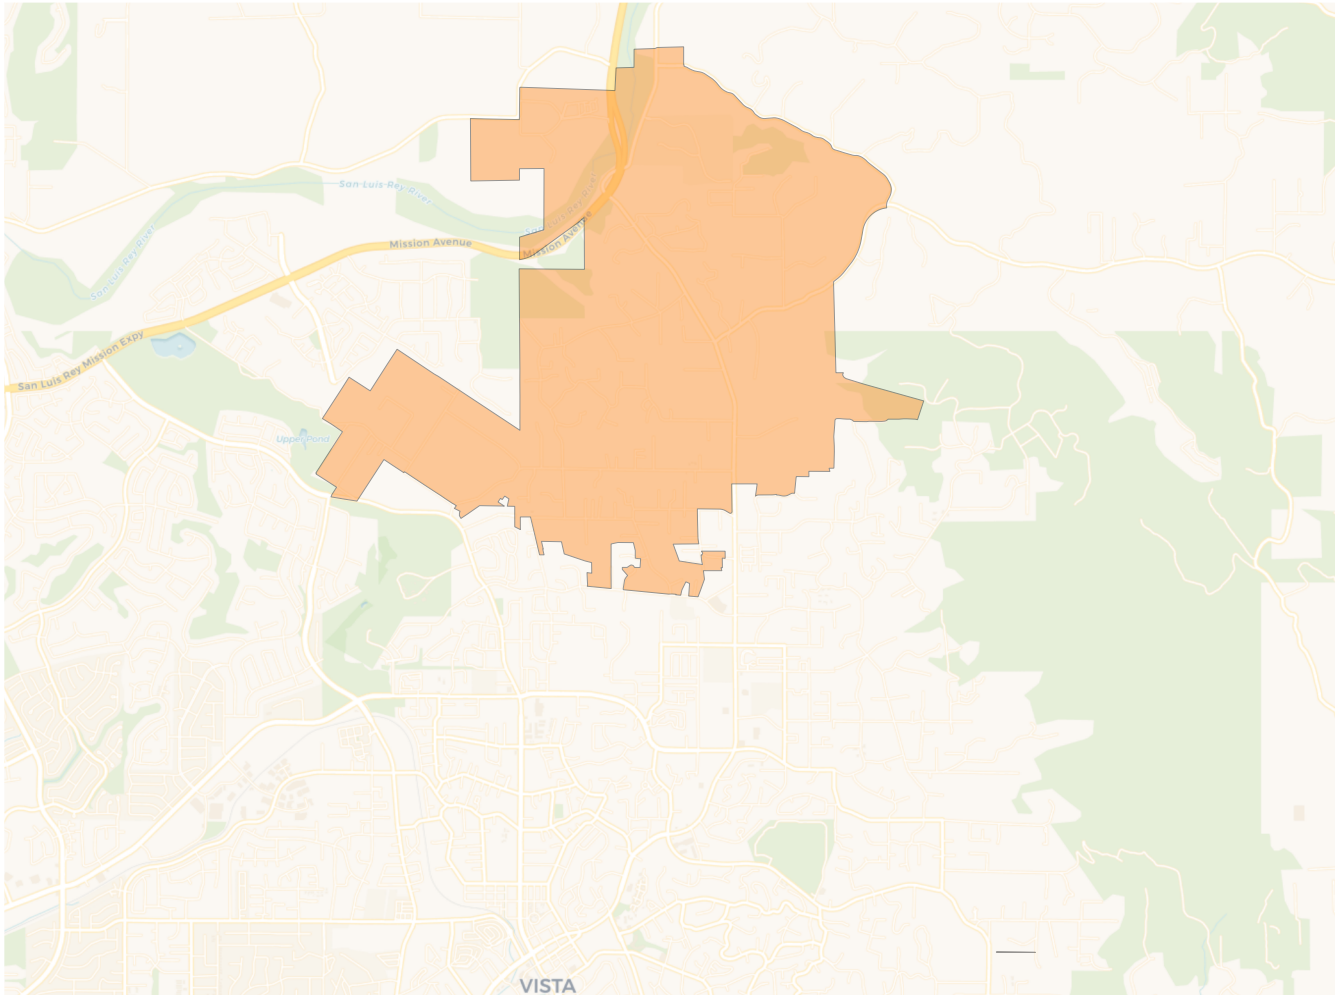 San Luis Rey River
San Luis Rey River
San Luis Rey River
Mission Avenue
Mission Avenue
San Luis Rey Mission Expy
Upper Pond
VISTA